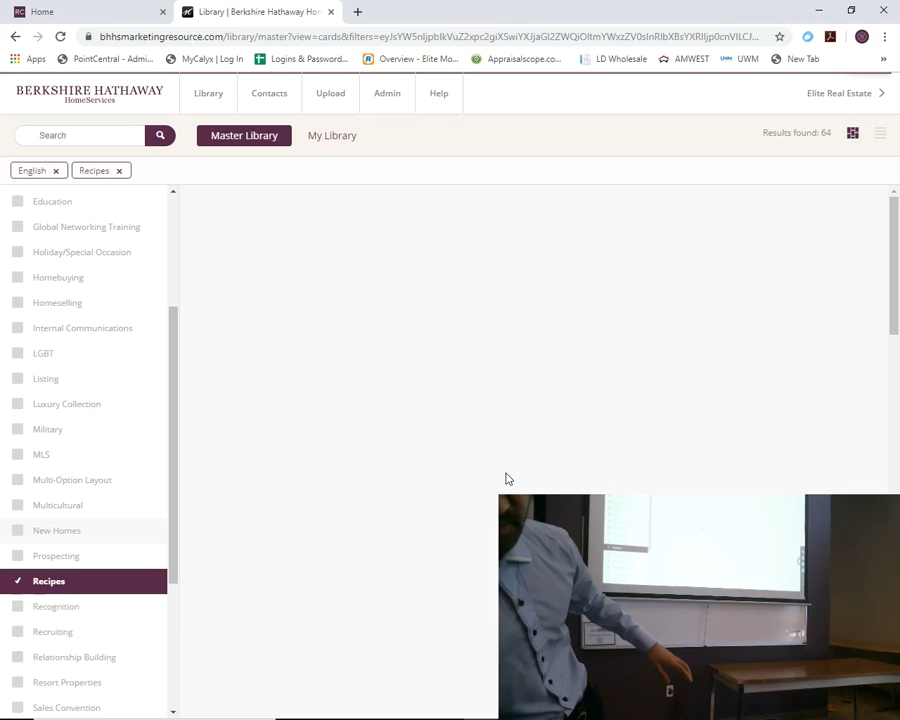 Home
Library | Berkshire Hathaway Hor
bhhsmarketingresource.com/library/master?view=cards&filters=eyJsYW5nIjpbIkVuZ2xpc2giXSwiYXJjaGl2ZWQiOltmYWxzZV0sInRlbXBsYXRlIjp0cnVlLCJ...
Apps
PointCentral - Admi...
MyCalyx | Log In
Logins & Password...
Overview - Elite Mo...
Appraisalscope.co...
LD Wholesale
AMWEST
UWM
New Tab
»
BERKSHIRE HATHAWAY
HomeServices
Library
Contacts
Upload
Admin
Help
Elite Real Estate
Search
Master Library
My Library
Results found: 64
English ×
Recipes ×
Education
Global Networking Training
Holiday/Special Occasion
Homebuying
Homeselling
Internal Communications
LGBT
Listing
Luxury Collection
Military
MLS
Multi-Option Layout
Multicultural
New Homes
Prospecting
Recipes
Recognition
Recruiting
Relationship Building
Resort Properties
Sales Convention